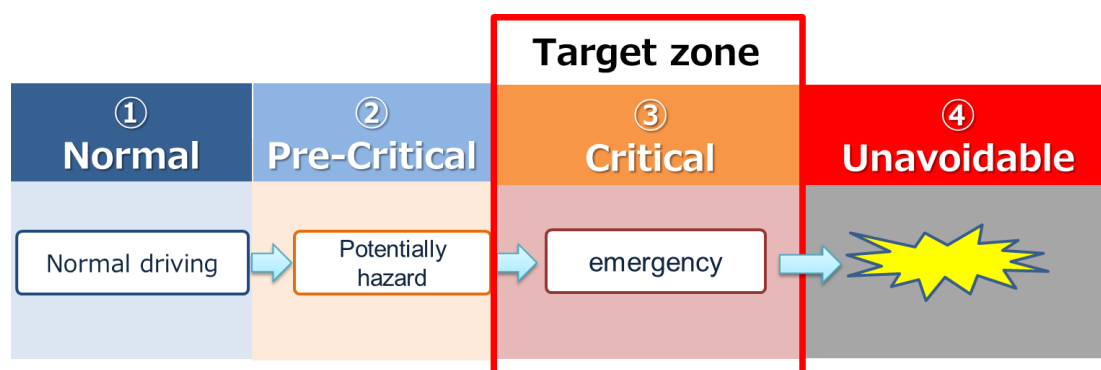 Target zone
①
Normal
②
Pre-Critical
③
Critical
④
Unavoidable
Normal driving
Potentially
hazard
emergency